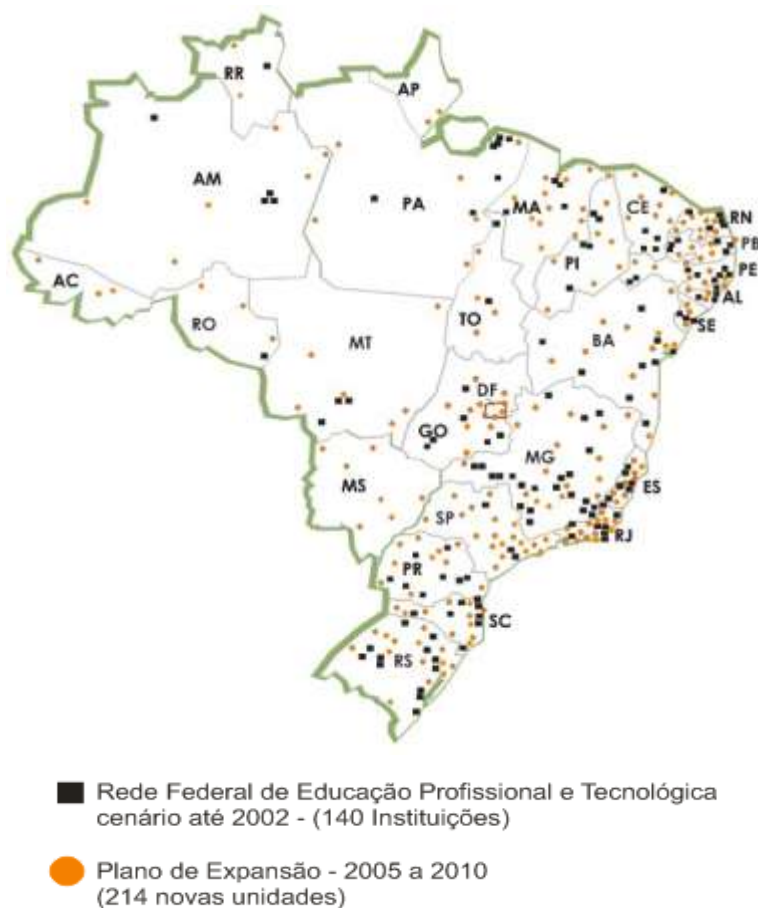 RR
AP
AM
PA
MA
CE
RN
PB
PE
AL
SE
PI
AC
RO
TO
BA
MT
DF
GO
MG
ES
MS
SP
RJ
PR
SC
RS
Rede Federal de Educação Profissional e Tecnológica
cenário até 2002 - (140 Instituições)
Plano de Expansão - 2005 a 2010
(214 novas unidades)